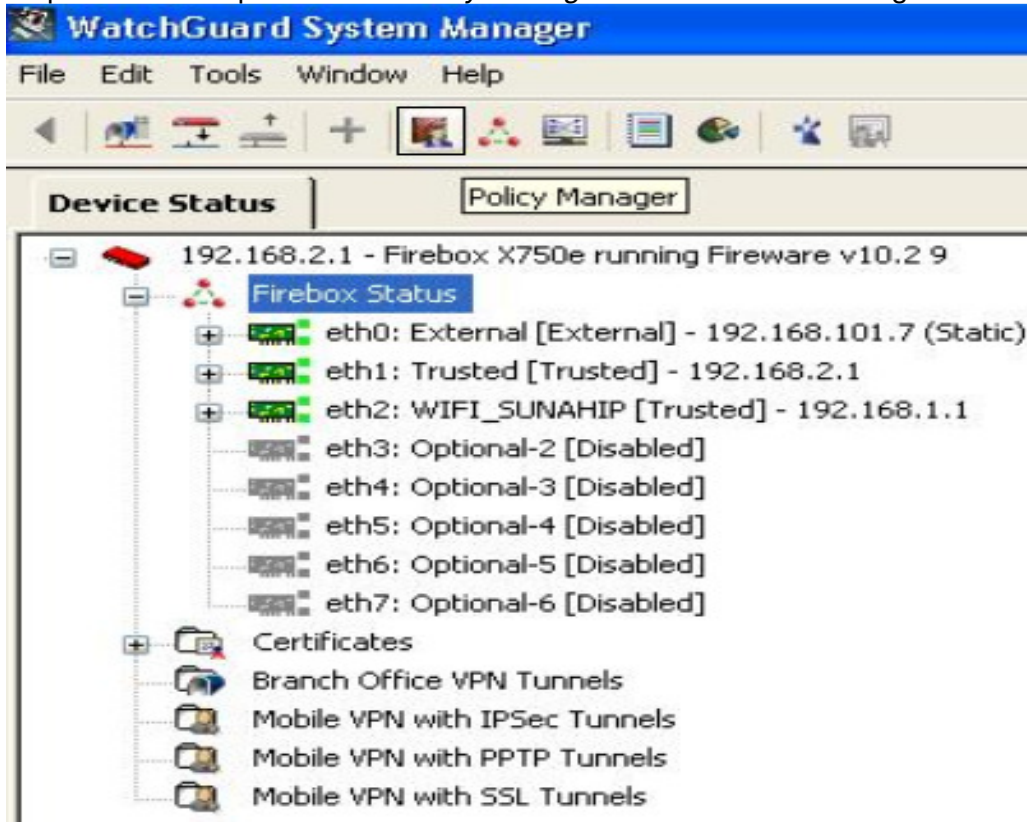 WatchGuard System Manager
File Edit Tools Window Help
Device Status
Policy Manager
192.168.2.1 - Firebox X750e running Fireware v10.2 9
Firebox Status
eth0: External [External] - 192.168.101.7 (Static)
eth1: Trusted [Trusted] - 192.168.2.1
eth2: WIFI_SUNAHIP [Trusted] - 192.168.1.1
eth3: Optional-2 [Disabled]
eth4: Optional-3 [Disabled]
eth5: Optional-4 [Disabled]
eth6: Optional-5 [Disabled]
eth7: Optional-6 [Disabled]
Certificates
Branch Office VPN Tunnels
Mobile VPN with IPSec Tunnels
Mobile VPN with PPTP Tunnels
Mobile VPN with SSL Tunnels